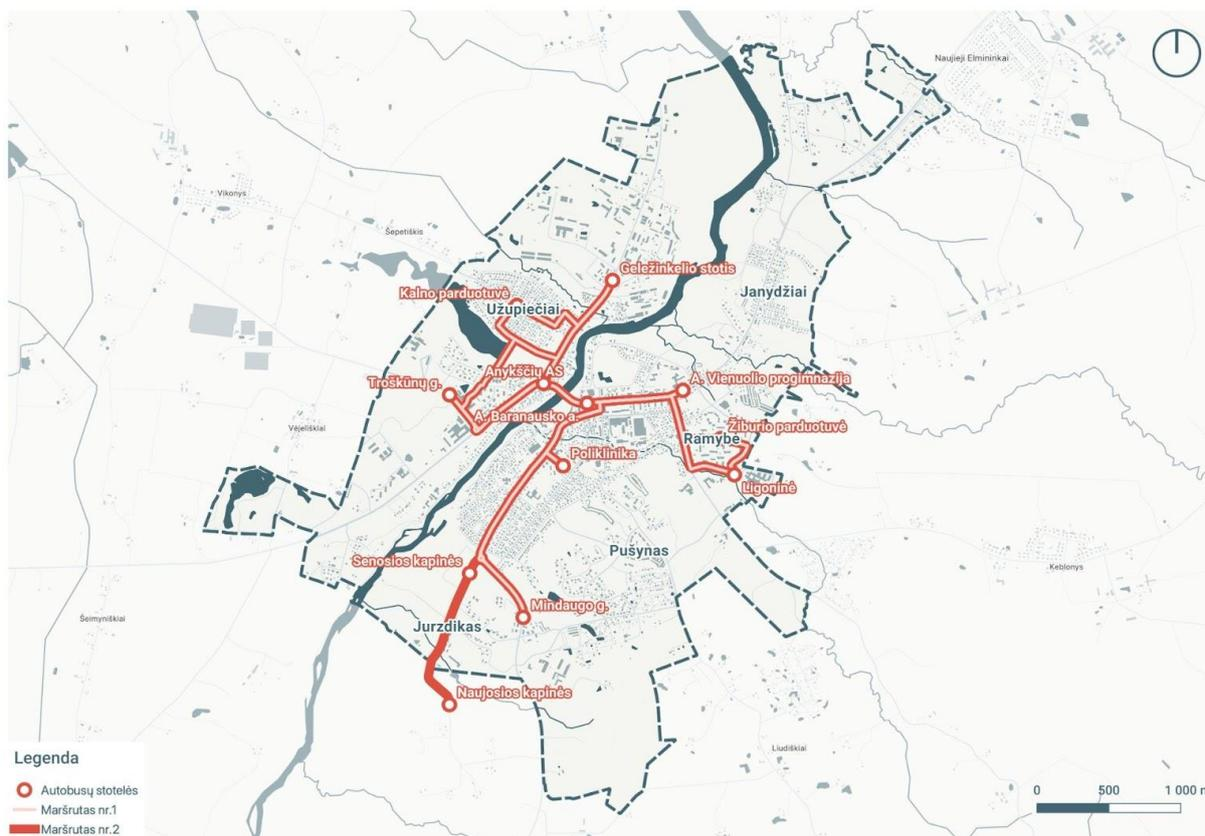 Naujieji Elmininkai
Vikonys
Šepetiškis
Geležinkelio stotis
Kalno parduotuvė
Janydžiai
Užupiečiai
Anykščių AS
Troškūnų g.
A. Vienuolio progimnazija
A. Baranausko a.
Žiburio parduotuvė
Vėjeliškiai
Ramybė
Poliklinika
Ligoninė
Pušynas
Senosios kapinės
Keblonys
Mindaugo g.
Šeimyniškiai
Jurzdikas
Naujosios kapinės
Liudiškiai
Legenda
Autobusų stotelės
Maršrutas nr.1
Maršrutas nr.2
0 500 1 000 m